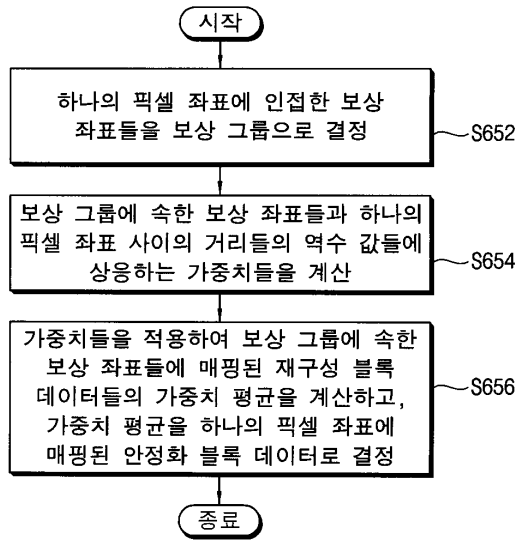 시작
하나의 픽셀 좌표에 인접한 보상
좌표들을 보상 그룹으로 결정
S652
보상 그룹에 속한 보상 좌표들과 하나의
픽셀 좌표 사이의 거리들의 역수 값들에
상응하는 가중치들을 계산
S654
가중치들을 적용하여 보상 그룹에 속한
보상 좌표들에 매핑된 재구성 블록
데이터들의 가중치 평균을 계산하고,
가중치 평균을 하나의 픽셀 좌표에
매핑된 안정화 블록 데이터로 결정
S656
종료